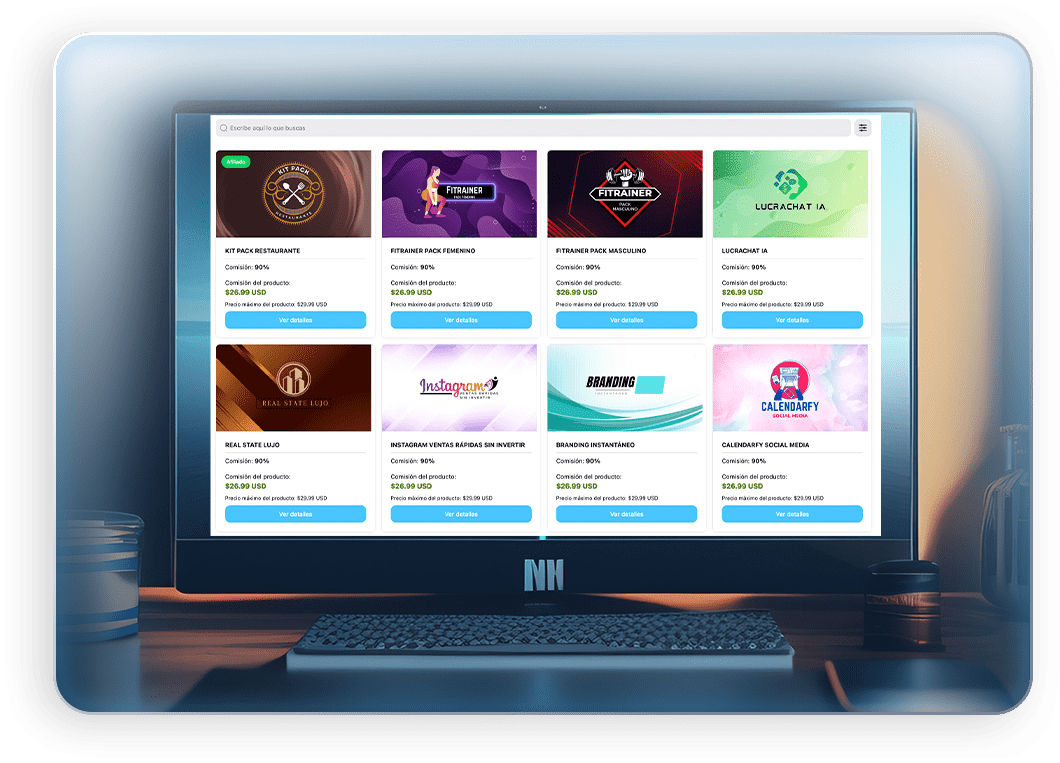 Escribe aquí lo que buscas
Afiliado
KIT PACK
RESTAURANTE
FITRAINER
PACK FEMENINO
FITRAINER
PACK
MASCULINO
LUCRACHAT IA
KIT PACK RESTAURANTE
FITRAINER PACK FEMENINO
FITRAINER PACK MASCULINO
LUCRACHAT IA
Comisión: 90%
Comisión: 90%
Comisión: 90%
Comisión: 90%
Comisión del producto:
Comisión del producto:
Comisión del producto:
Comisión del producto:
$26.99 USD
$26.99 USD
$26.99 USD
$26.99 USD
Precio máximo del producto: $29.99 USD
Precio máximo del producto: $29.99 USD
Precio máximo del producto: $29.99 USD
Precio máximo del producto: $29.99 USD
Ver detalles
Ver detalles
Ver detalles
Ver detalles
REAL STATE LUJO
Instagram
VENTAS RÁPIDAS
SIN INVERTIR
BRANDING
INSTANTÁNEO
CALENDARFY
SOCIAL MEDIA
REAL STATE LUJO
INSTAGRAM VENTAS RÁPIDAS SIN INVERTIR
BRANDING INSTANTÁNEO
CALENDARFY SOCIAL MEDIA
Comisión: 90%
Comisión: 90%
Comisión: 90%
Comisión: 90%
Comisión del producto:
Comisión del producto:
Comisión del producto:
Comisión del producto:
$26.99 USD
$26.99 USD
$26.99 USD
$26.99 USD
Precio máximo del producto: $29.99 USD
Precio máximo del producto: $29.99 USD
Precio máximo del producto: $29.99 USD
Precio máximo del producto: $29.99 USD
Ver detalles
Ver detalles
Ver detalles
Ver detalles